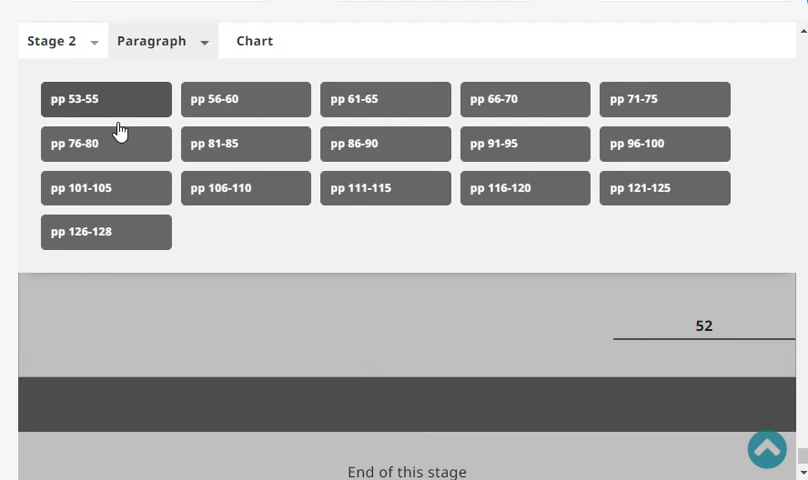 Stage 2 Paragraph Chart
pp 53-55 pp 56-60 pp 61-65 pp 66-70 pp 71-75
pp 76-80 pp 81-85 pp 86-90 pp 91-95 pp 96-100
pp 101-105 pp 106-110 pp 111-115 pp 116-120 pp 121-125
pp 126-128
52
End of this stage